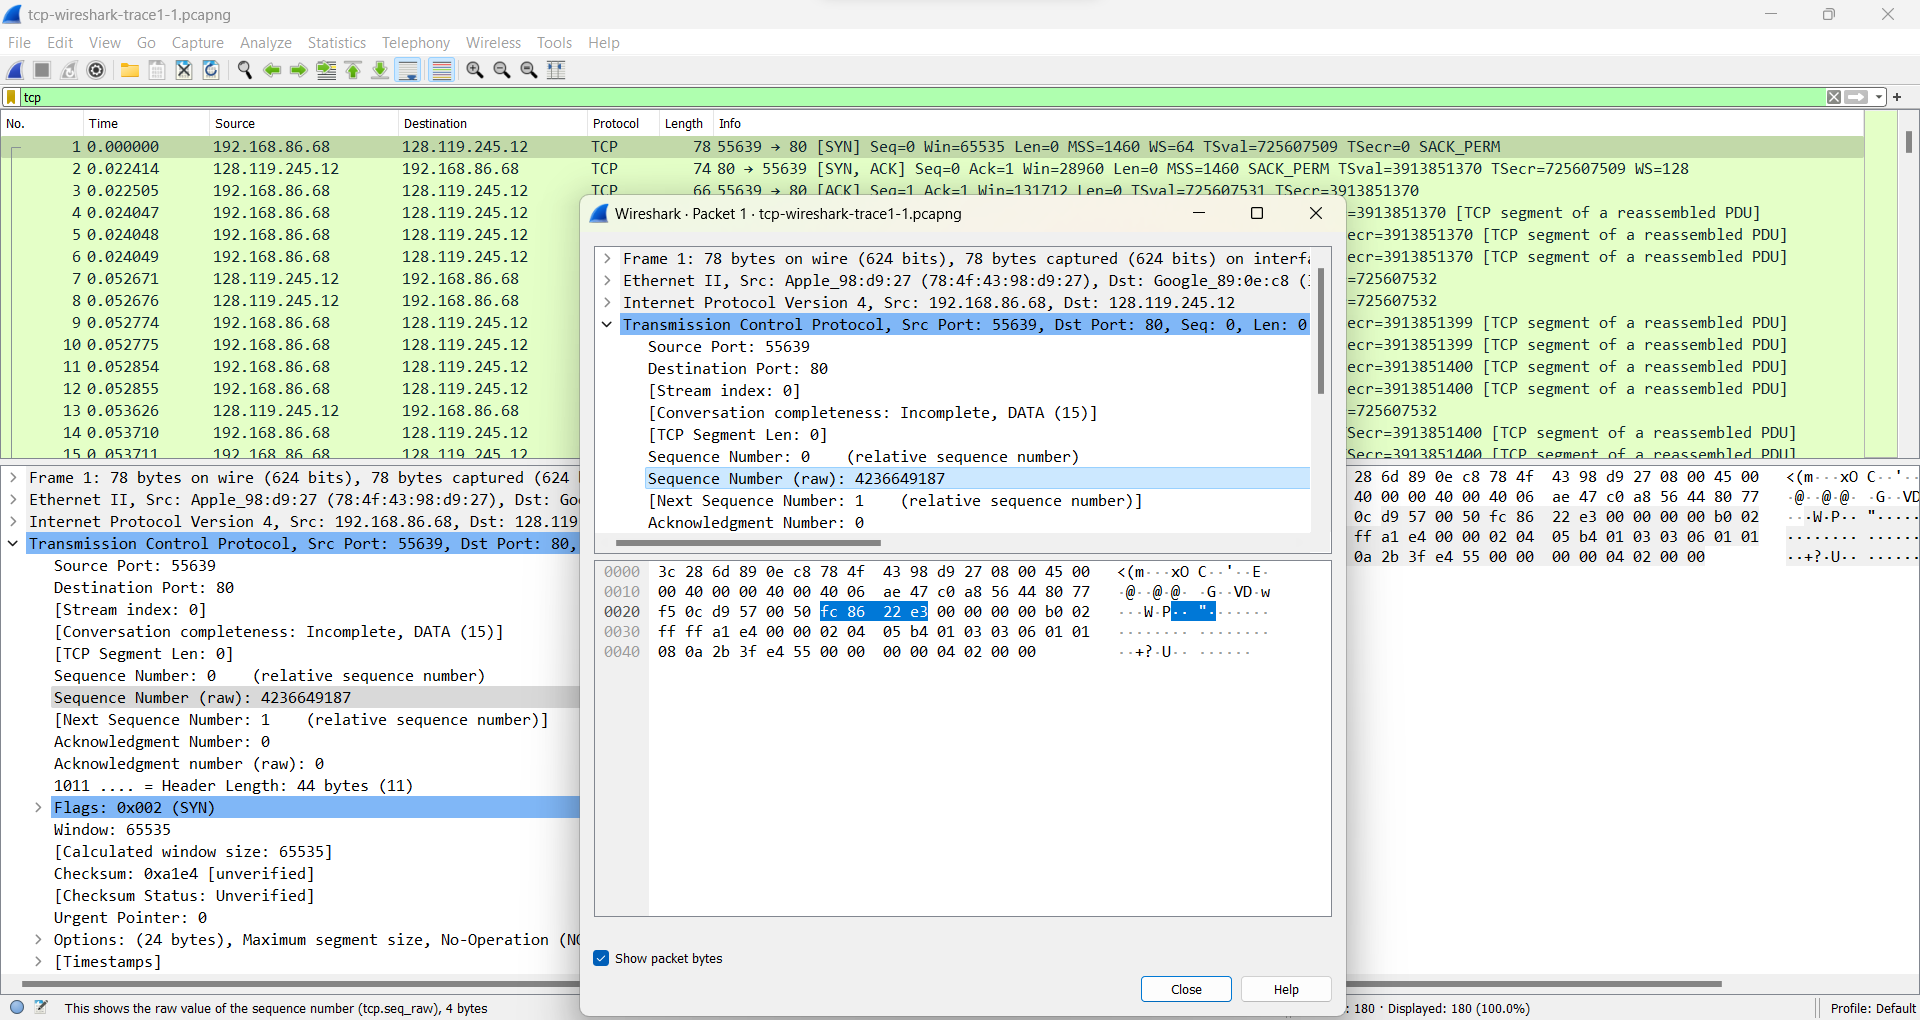 tcp-wireshark-trace1-1.pcapng
File Edit View Go Capture Analyze Statistics Telephony Wireless Tools Help
tcp
No. Time Source Destination Protocol Length Info
1 0.000000 192.168.86.68 128.119.245.12 TCP 78 55639 → 80 [SYN] Seq=0 Win=65535 Len=0 MSS=1460 WS=64 TSval=725607509 TSecr=0 SACK_PERM
2 0.022414 128.119.245.12 192.168.86.68 TCP 74 80 → 55639 [SYN, ACK] Seq=0 Ack=1 Win=28960 Len=0 MSS=1460 SACK_PERM TSval=3913851370 TSecr=725607509 WS=128
3 0.022505 192.168.86.68 128.119.245.12 TCP 66 55639 → 80 [ACK] Seq=1 Ack=1 Win=131712 Len=0 TSval=725607531 TSecr=3913851370
4 0.024047 192.168.86.68 128.119.245.12 =3913851370 [TCP segment of a reassembled PDU]
5 0.024048 192.168.86.68 128.119.245.12 ecr=3913851370 [TCP segment of a reassembled PDU]
6 0.024049 192.168.86.68 128.119.245.12 ecr=3913851370 [TCP segment of a reassembled PDU]
7 0.052671 128.119.245.12 192.168.86.68 =725607532
8 0.052676 128.119.245.12 192.168.86.68 =725607532
9 0.052774 192.168.86.68 128.119.245.12 ecr=3913851399 [TCP segment of a reassembled PDU]
10 0.052775 192.168.86.68 128.119.245.12 ecr=3913851399 [TCP segment of a reassembled PDU]
11 0.052854 192.168.86.68 128.119.245.12 ecr=3913851400 [TCP segment of a reassembled PDU]
12 0.052855 192.168.86.68 128.119.245.12 ecr=3913851400 [TCP segment of a reassembled PDU]
13 0.053626 128.119.245.12 192.168.86.68 =725607532
14 0.053710 192.168.86.68 128.119.245.12 Secr=3913851400 [TCP segment of a reassembled PDU]
15 0.053711 192.168.86.68 128.119.245.12 Secr=3913851400 [TCP segment of a reassembled PDU]
Frame 1: 78 bytes on wire (624 bits), 78 bytes captured (624
Ethernet II, Src: Apple_98:d9:27 (78:4f:43:98:d9:27), Dst: Go
Internet Protocol Version 4, Src: 192.168.86.68, Dst: 128.119
Transmission Control Protocol, Src Port: 55639, Dst Port: 80,
Source Port: 55639
Destination Port: 80
[Stream index: 0]
[Conversation completeness: Incomplete, DATA (15)]
[TCP Segment Len: 0]
Sequence Number: 0 (relative sequence number)
Sequence Number (raw): 4236649187
[Next Sequence Number: 1 (relative sequence number)]
Acknowledgment Number: 0
Acknowledgment number (raw): 0
1011 .... = Header Length: 44 bytes (11)
Flags: 0x002 (SYN)
Window: 65535
[Calculated window size: 65535]
Checksum: 0xa1e4 [unverified]
[Checksum Status: Unverified]
Urgent Pointer: 0
Options: (24 bytes), Maximum segment size, No-Operation (NO
[Timestamps]
Wireshark · Packet 1 · tcp-wireshark-trace1-1.pcapng
Frame 1: 78 bytes on wire (624 bits), 78 bytes captured (624 bits) on interfa
Ethernet II, Src: Apple_98:d9:27 (78:4f:43:98:d9:27), Dst: Google_89:0e:c8 (
Internet Protocol Version 4, Src: 192.168.86.68, Dst: 128.119.245.12
Transmission Control Protocol, Src Port: 55639, Dst Port: 80, Seq: 0, Len: 0
Source Port: 55639
Destination Port: 80
[Stream index: 0]
[Conversation completeness: Incomplete, DATA (15)]
[TCP Segment Len: 0]
Sequence Number: 0 (relative sequence number)
Sequence Number (raw): 4236649187
[Next Sequence Number: 1 (relative sequence number)]
Acknowledgment Number: 0
0000 3c 28 6d 89 0e c8 78 4f 43 98 d9 27 08 00 45 00 <(m···xO C··'··E·
0010 00 40 00 00 40 00 40 06 ae 47 c0 a8 56 44 80 77 ·@··@·@· ·G··VD·w
0020 f5 0c d9 57 00 50 fc 86 22 e3 00 00 00 00 b0 02 ···W·P·· "·······
0030 ff ff a1 e4 00 00 02 04 05 b4 01 03 03 06 01 01 ········ ········
0040 08 0a 2b 3f e4 55 00 00 00 00 04 02 00 00 ··+?·U·· ······
Show packet bytes
Close Help
28 6d 89 0e c8 78 4f 43 98 d9 27 08 00 45 00 <(m···xO C··'··
40 00 00 40 00 40 06 ae 47 c0 a8 56 44 80 77 ·@··@·@· ·G··VD
0c d9 57 00 50 fc 86 22 e3 00 00 00 00 b0 02 ···W·P·· "·····
ff a1 e4 00 00 02 04 05 b4 01 03 03 06 01 01 ········ ······
0a 2b 3f e4 55 00 00 00 00 04 02 00 00 ··+?·U·· ······
This shows the raw value of the sequence number (tcp.seq_raw), 4 bytes
: 180 · Displayed: 180 (100.0%)
Profile: Default